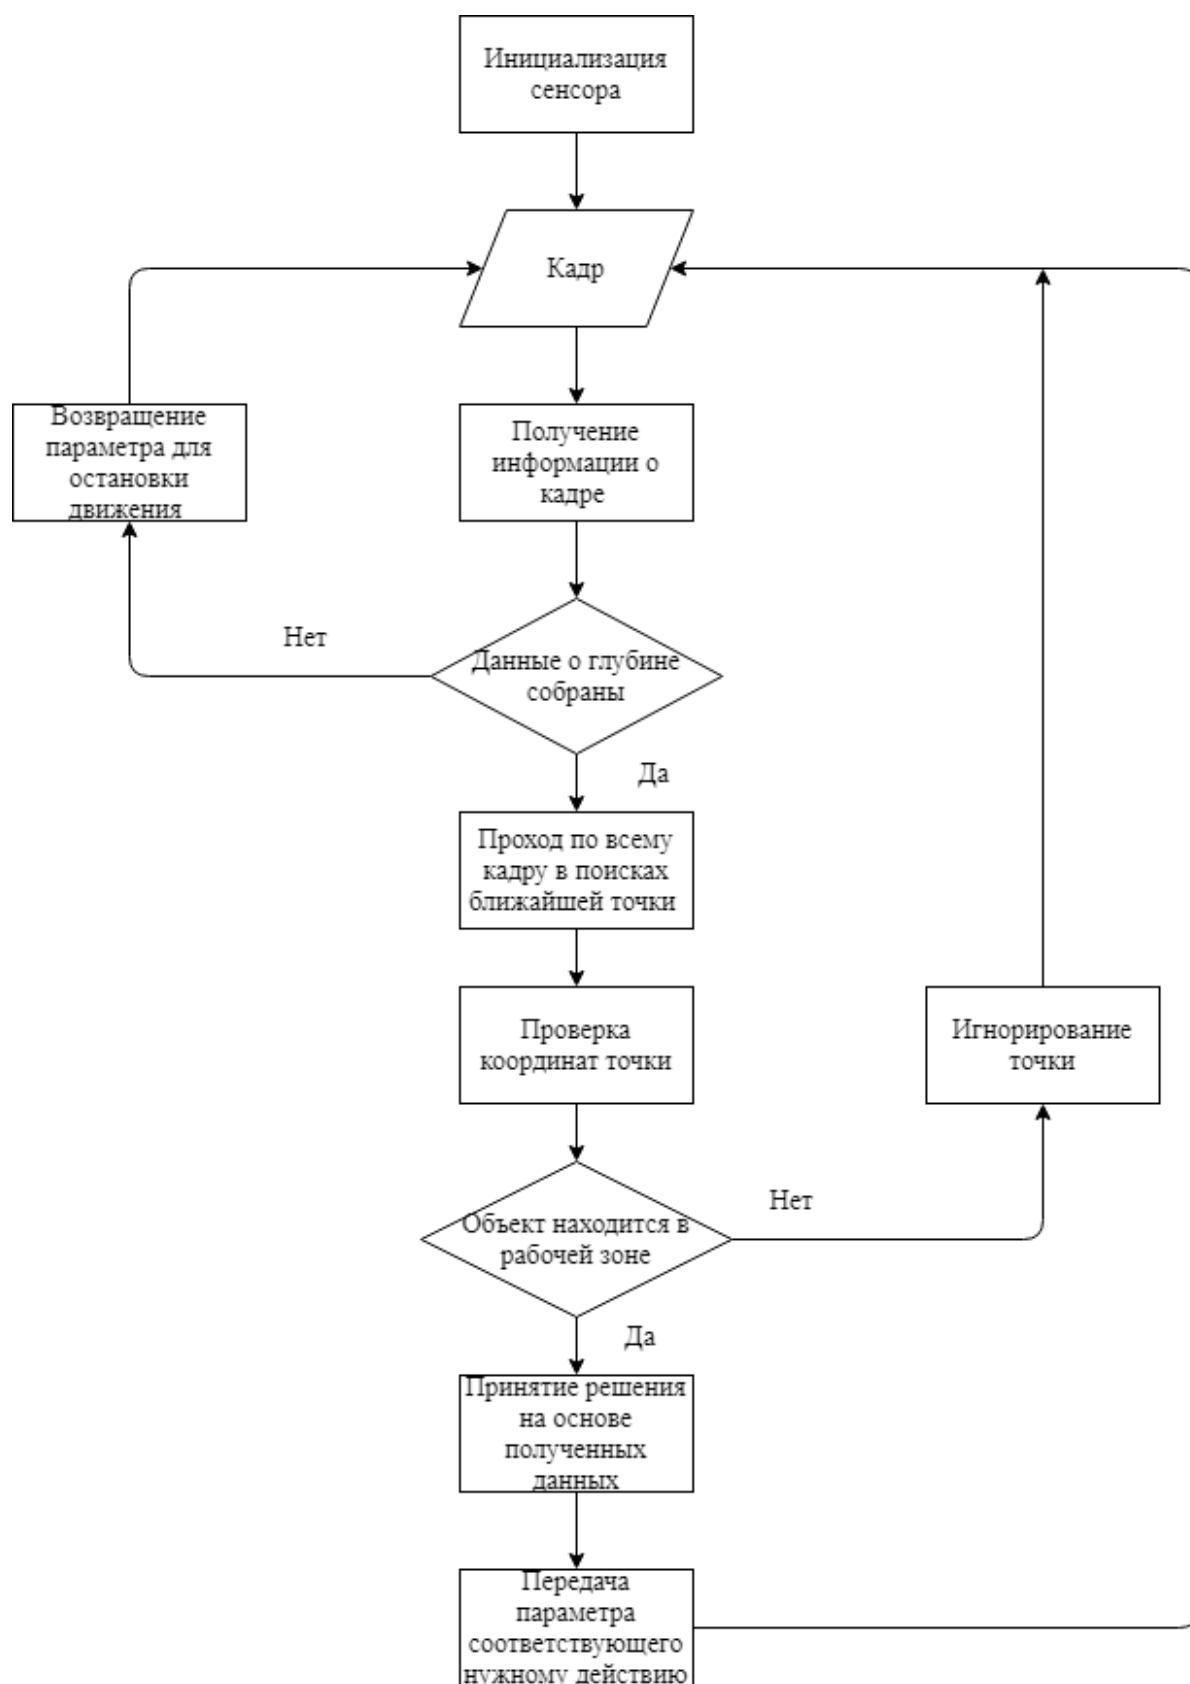 Инициализация
сенсора
Кадр
Возвращение
параметра для
остановки
движения
Получение
информации о
кадре
Нет
Данные о глубине
собраны
Да
Проход по всему
кадру в поисках
ближайшей точки
Проверка
координат точки
Игнорирование
точки
Нет
Объект находится в
рабочей зоне
Да
Принятие решения
на основе
полученных
данных
Передача
параметра
соответствующего
нужному действию